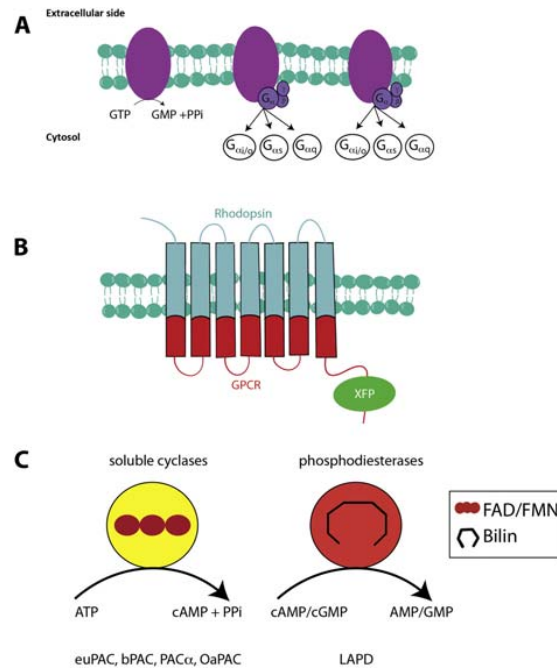 A
Extracellular side
GTP GMP +PPi
Gα
Cytosol
Gαi/o Gαs Gαq Gαi/o Gαs Gαq
B
Rhodopsin
GPCR
XFP
C
soluble cyclases phosphodiesterases
FAD/FMN
Bilin
ATP cAMP + PPi cAMP/cGMP AMP/GMP
euPAC, bPAC, PACα, OaPAC LAPD